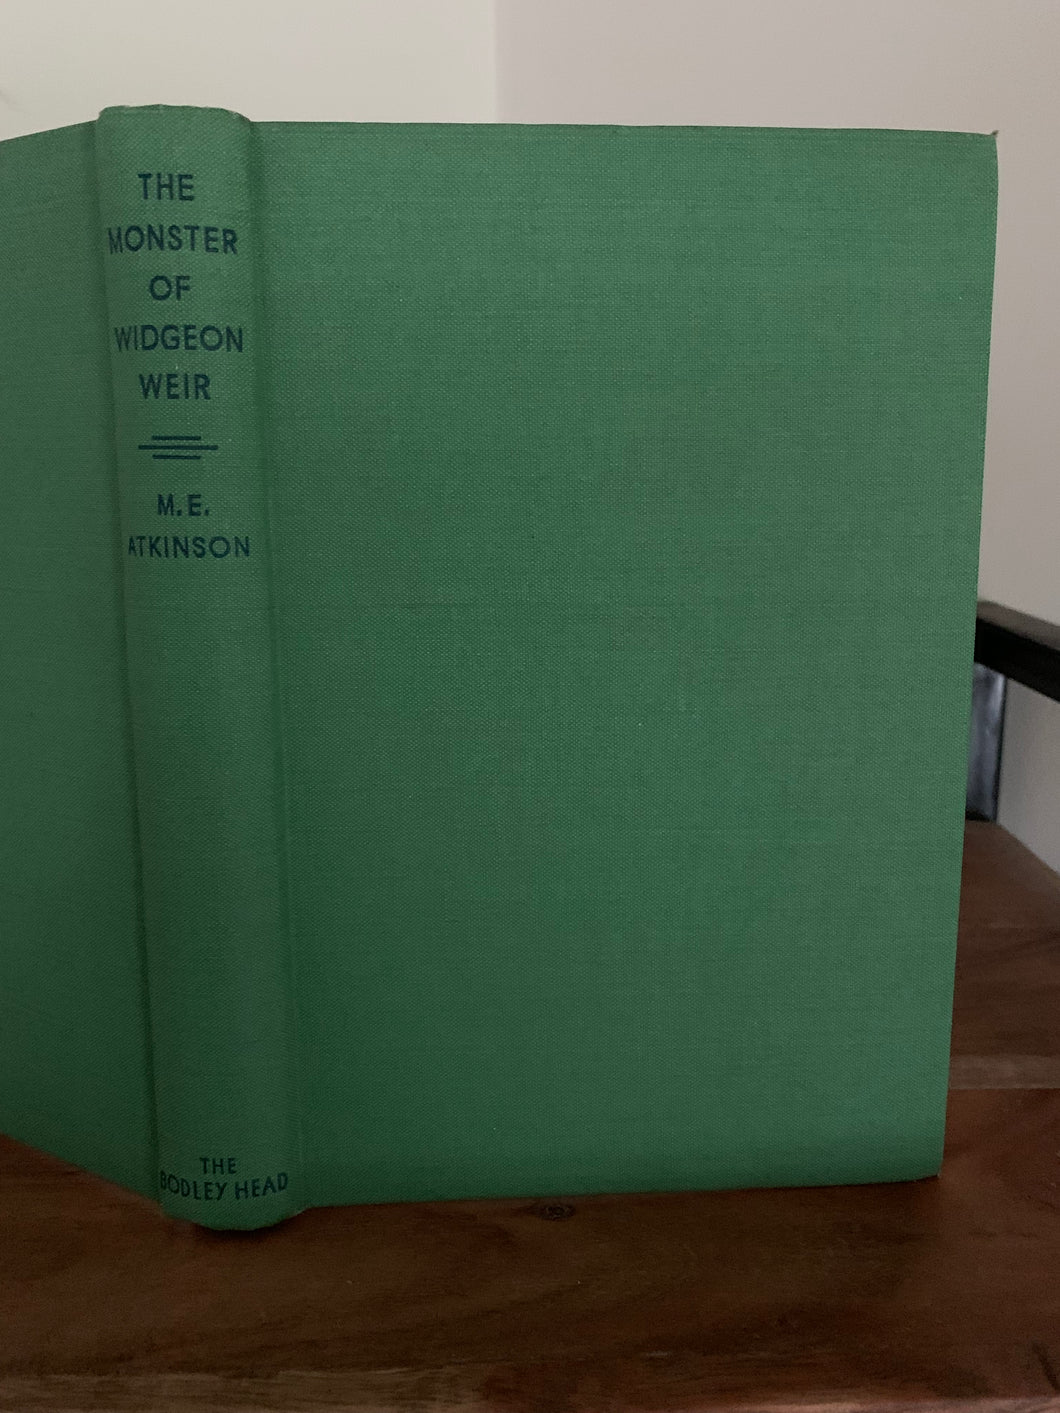 THE
MONSTER
OF
WIDGEON
WEIR
M.E.
ATKINSON
THE
BODLEY HEAD